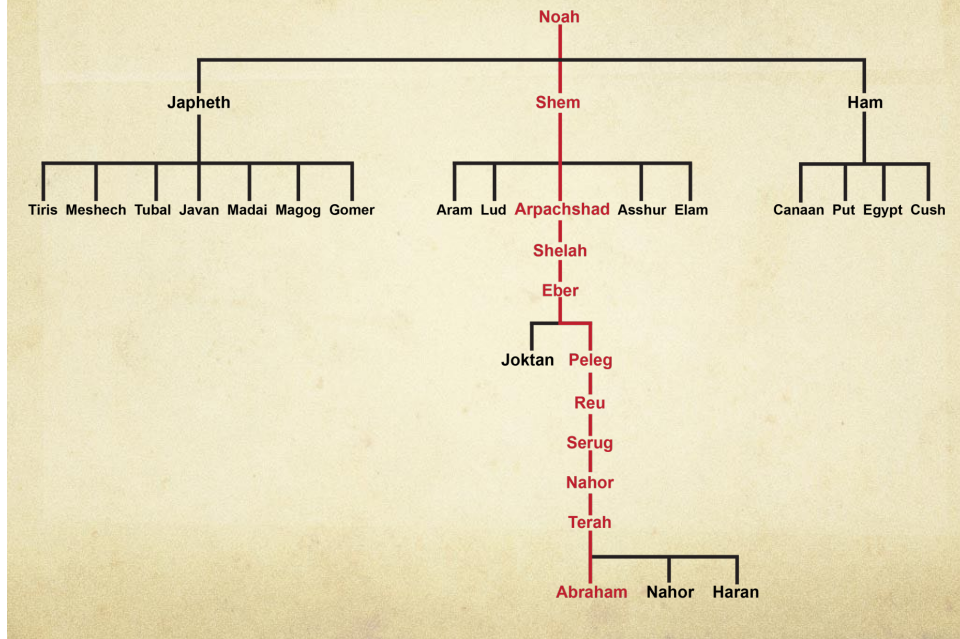 Noah
Japheth Shem Ham
Tiris Meshech Tubal Javan Madai Magog Gomer Aram Lud Arpachshad Asshur Elam Canaan Put Egypt Cush
Shelah
Eber
Joktan Peleg
Reu
Serug
Nahor
Terah
Abraham Nahor Haran